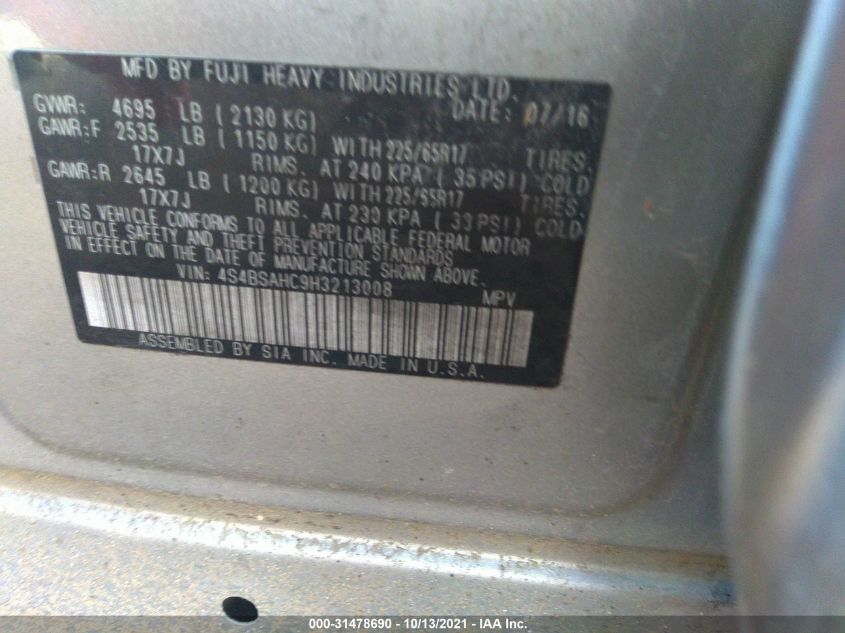 MFD BY FUJI HEAVY INDUSTRIES LTD.
DATE: 07/16
GVWR: 4695 LB ( 2130 KG)
GAWR:F 2535 LB ( 1150 KG) WITH 225/65R17 TIRES.
17X7J RIMS. AT 240 KPA ( 35 PSI) COLD
GAWR:R 2645 LB ( 1200 KG) WITH 225/65R17 TIRES.
17X7J RIMS. AT 230 KPA ( 33 PSI) COLD
THIS VEHICLE CONFORMS TO ALL APPLICABLE FEDERAL MOTOR
VEHICLE SAFETY AND THEFT PREVENTION STANDARDS
IN EFFECT ON THE DATE OF MANUFACTURE SHOWN ABOVE.
VIN: 4S4BSAHC9H3213008 MPV
ASSEMBLED BY SIA INC. MADE IN U.S.A.
000-31478690 - 10/13/2021 - IAA Inc.